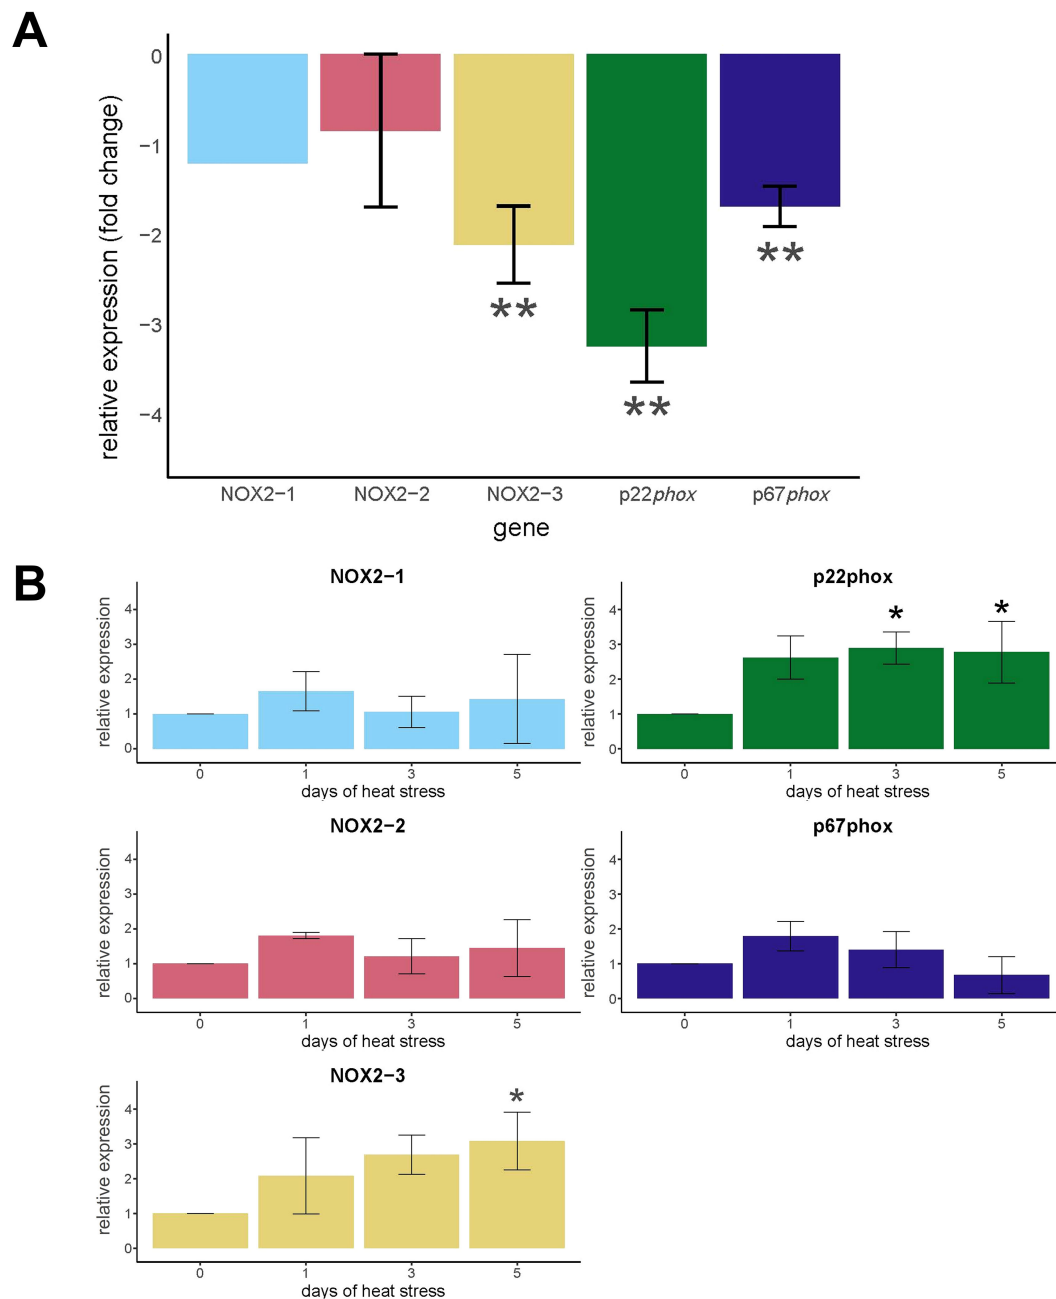 A
relative expression (fold change)
0
−1
−2
−3
−4
**
**
**
NOX2−1 NOX2−2 NOX2−3 p22phox p67phox
gene
B
NOX2−1
relative expression
4
3
2
1
0
0 1 3 5
days of heat stress
p22phox
relative expression
4
3
2
1
0
* *
0 1 3 5
days of heat stress
NOX2−2
relative expression
4
3
2
1
0
0 1 3 5
days of heat stress
p67phox
relative expression
4
3
2
1
0
0 1 3 5
days of heat stress
NOX2−3
relative expression
4
3
2
1
0
*
0 1 3 5
days of heat stress